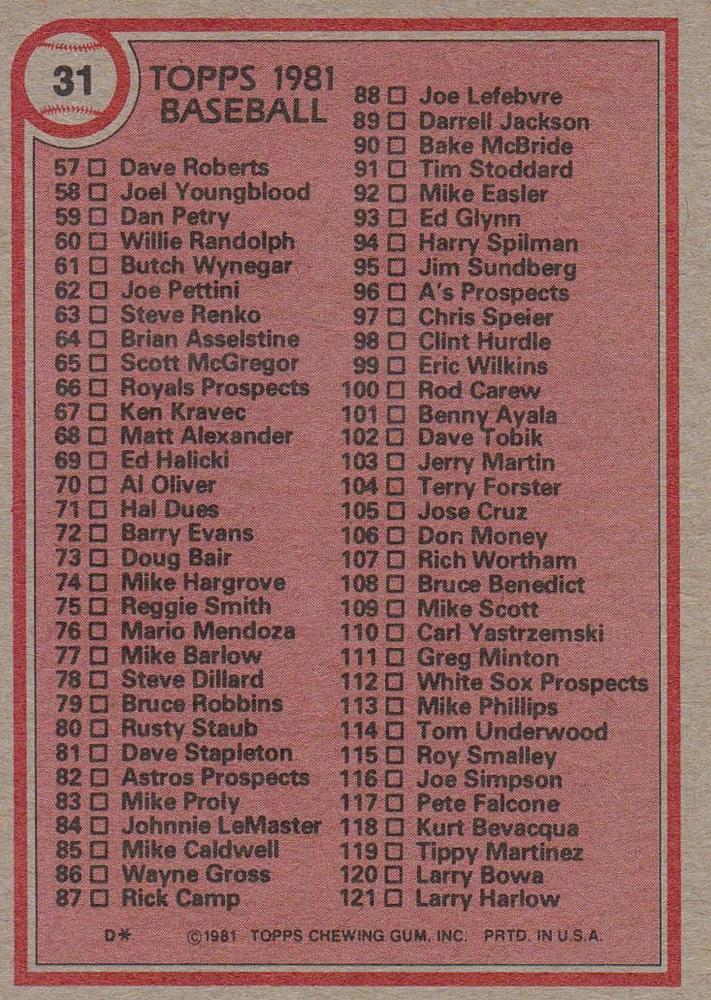 31
TOPPS 1981
BASEBALL
57 Dave Roberts
58 Joel Youngblood
59 Dan Petry
60 Willie Randolph
61 Butch Wynegar
62 Joe Pettini
63 Steve Renko
64 Brian Asselstine
65 Scott McGregor
66 Royals Prospects
67 Ken Kravec
68 Matt Alexander
69 Ed Halicki
70 Al Oliver
71 Hal Dues
72 Barry Evans
73 Doug Bair
74 Mike Hargrove
75 Reggie Smith
76 Mario Mendoza
77 Mike Barlow
78 Steve Dillard
79 Bruce Robbins
80 Rusty Staub
81 Dave Stapleton
82 Astros Prospects
83 Mike Proly
84 Johnnie LeMaster
85 Mike Caldwell
86 Wayne Gross
87 Rick Camp
88 Joe Lefebvre
89 Darrell Jackson
90 Bake McBride
91 Tim Stoddard
92 Mike Easler
93 Ed Glynn
94 Harry Spilman
95 Jim Sundberg
96 A's Prospects
97 Chris Speier
98 Clint Hurdle
99 Eric Wilkins
100 Rod Carew
101 Benny Ayala
102 Dave Tobik
103 Jerry Martin
104 Terry Forster
105 Jose Cruz
106 Don Money
107 Rich Wortham
108 Bruce Benedict
109 Mike Scott
110 Carl Yastrzemski
111 Greg Minton
112 White Sox Prospects
113 Mike Phillips
114 Tom Underwood
115 Roy Smalley
116 Joe Simpson
117 Pete Falcone
118 Kurt Bevacqua
119 Tippy Martinez
120 Larry Bowa
121 Larry Harlow
D* ©1981 TOPPS CHEWING GUM, INC. PRTD. IN U.S.A.